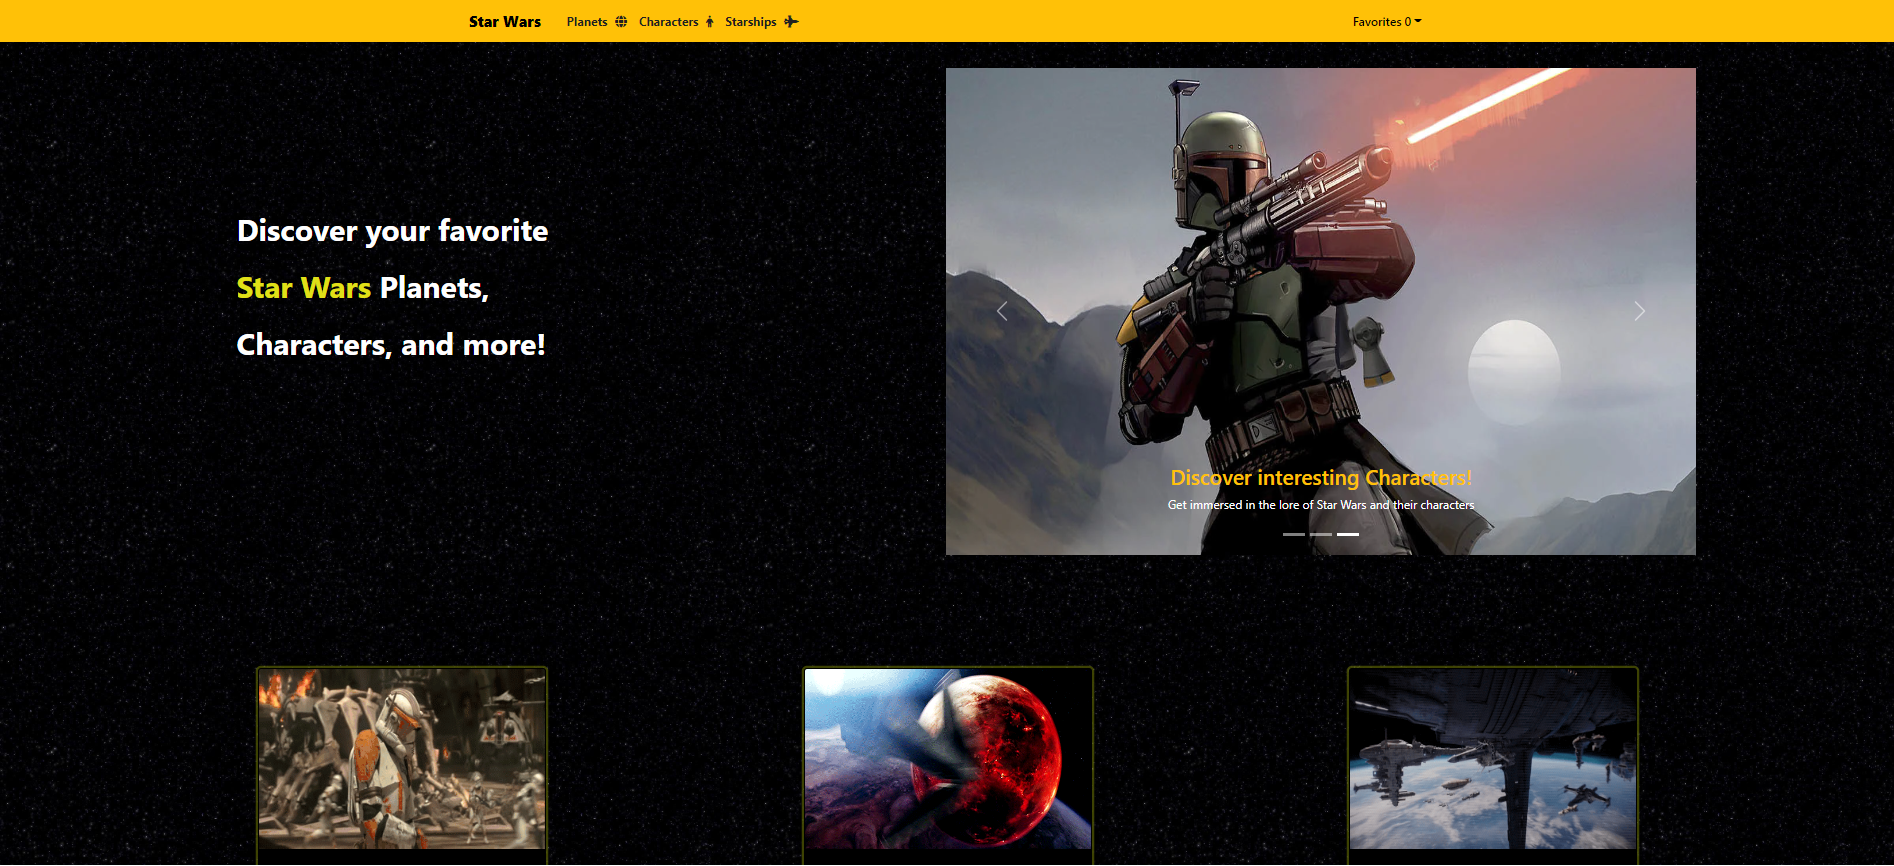 Star Wars Planets Characters Starships Favorites 0
Discover your favorite
Star Wars Planets,
Characters, and more!
Discover interesting Characters!
Get immersed in the lore of Star Wars and their characters